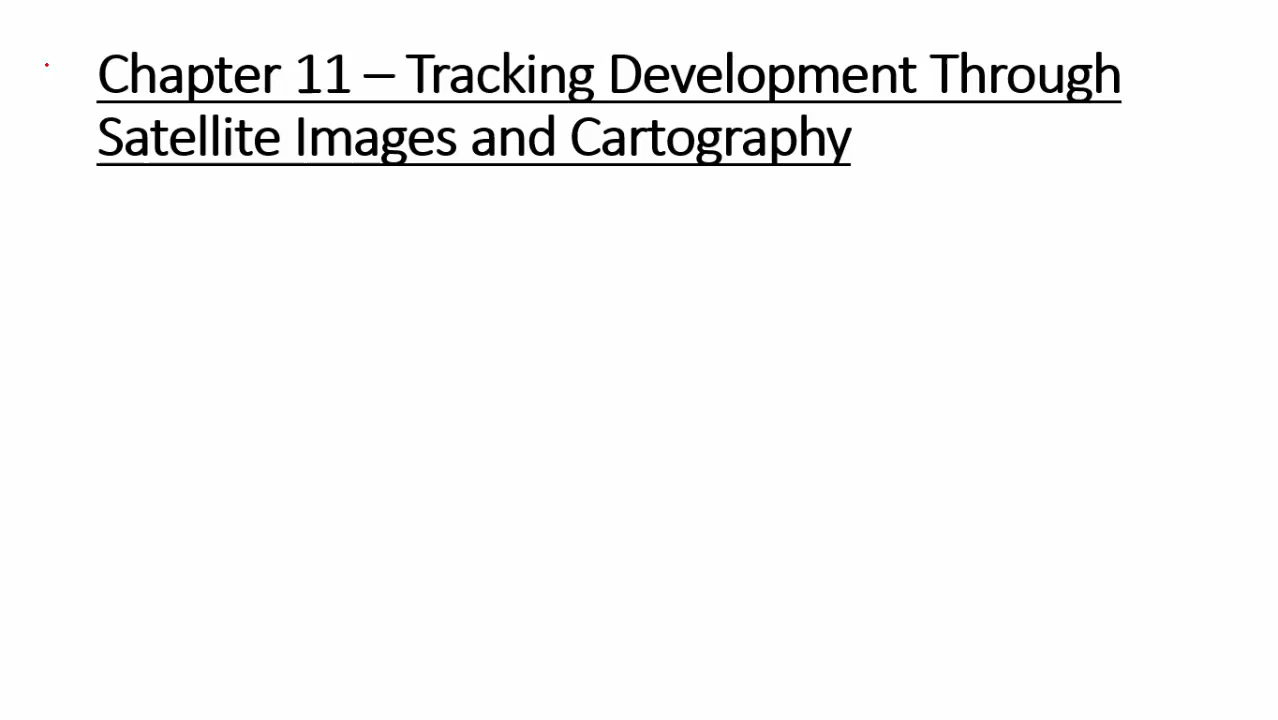 Chapter 11 – Tracking Development Through
Satellite Images and Cartography